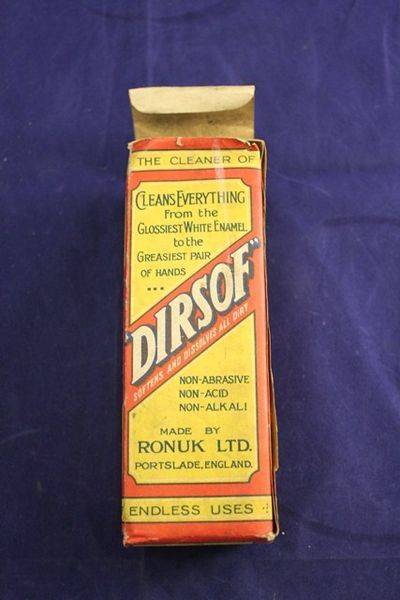 THE CLEANER OF
CLEANS EVERYTHING
From the
GLOSSIEST WHITE ENAMEL
to the
GREASIEST PAIR
OF HANDS
...
"DIRSOF"
SOFTENS, AND DISSOLVES ALL DIRT
NON-ABRASIVE
NON-ACID
NON-ALKALI
MADE BY
RONUK LTD.
PORTSLADE, ENGLAND.
ENDLESS USES